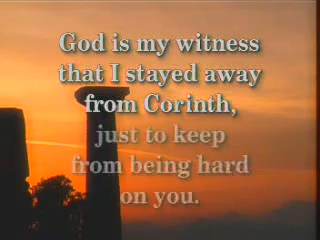 God is my witness
that I stayed away
from Corinth,
just to keep
from being hard
on you.